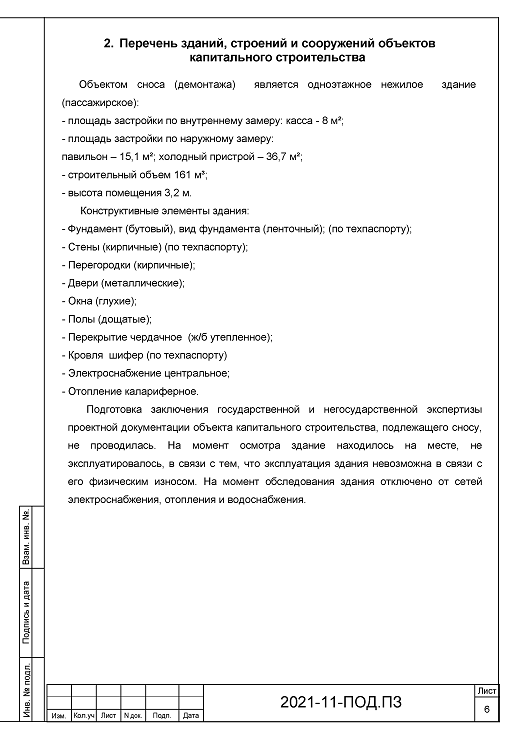 2. Перечень зданий, строений и сооружений объектов
капитального строительства
Объектом сноса (демонтажа) является одноэтажное нежилое здание
(пассажирское):
- площадь застройки по внутреннему замеру: касса - 8 м²;
- площадь застройки по наружному замеру:
павильон – 15,1 м²; холодный пристрой – 36,7 м²;
- строительный объем 161 м³;
- высота помещения 3,2 м.
Конструктивные элементы здания:
- Фундамент (бутовый), вид фундамента (ленточный); (по техпаспорту);
- Стены (кирпичные) (по техпаспорту);
- Перегородки (кирпичные);
- Двери (металлические);
- Окна (глухие);
- Полы (дощатые);
- Перекрытие чердачное (ж/б утепленное);
- Кровля шифер (по техпаспорту)
- Электроснабжение центральное;
- Отопление калариферное.
Подготовка заключения государственной и негосударственной экспертизы
проектной документации объекта капитального строительства, подлежащего сносу,
не проводилась. На момент осмотра здание находилось на месте, не
эксплуатировалось, в связи с тем, что эксплуатация здания невозможна в связи с
его физическим износом. На момент обследования здания отключено от сетей
электроснабжения, отопления и водоснабжения.
Взам. инв. №.
Подпись и дата
Инв. № подл.
Изм. Кол.уч Лист N док. Подп. Дата
2021-11-ПОД.ПЗ
Лист
6